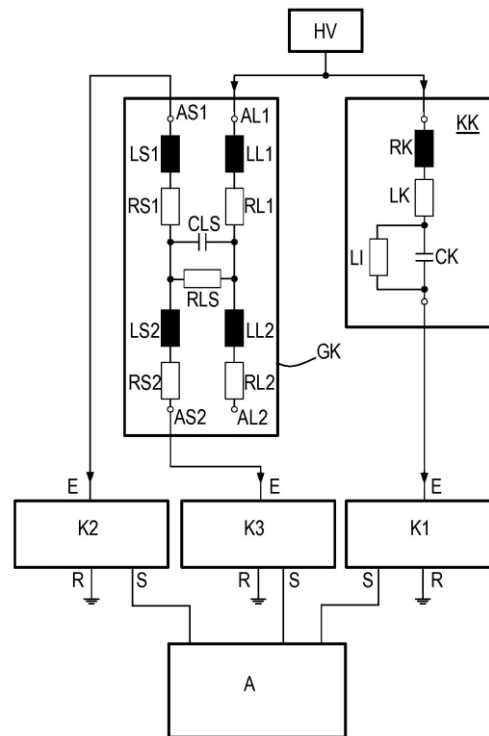 HV
AS1 AL1 KK
LS1 LL1 RK
RS1 RL1 LK
CLS
LI CK
RLS
LS2 LL2
GK
RS2 RL2
AS2 AL2
E E E
K2 K3 K1
R S R S S R
A